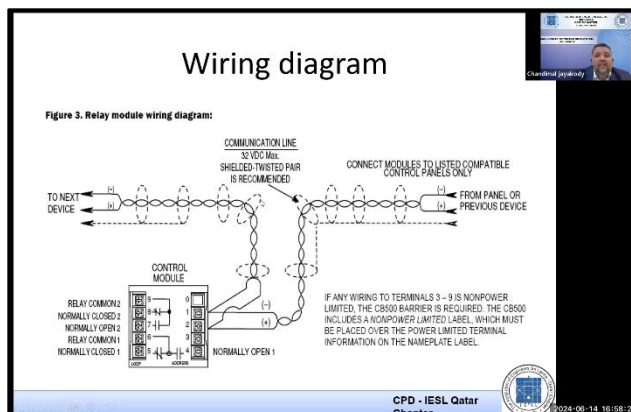 Wiring diagram
Chandimal Jayakody
Figure 3. Relay module wiring diagram:
COMMUNICATION LINE
32 VDC Max.
SHIELDED-TWISTED PAIR
IS RECOMMENDED
CONNECT MODULES TO LISTED COMPATIBLE
CONTROL PANELS ONLY
(-)
TO NEXT
DEVICE
(+)
(-)
FROM PANEL OR
PREVIOUS DEVICE
(+)
CONTROL
MODULE
RELAY COMMON 2
NORMALLY CLOSED 2
NORMALLY OPEN 2
RELAY COMMON 1
NORMALLY CLOSED 1
9
8
7
6
5
0
1
2
3
4
LOOP
ADDRESS
(-)
(+)
NORMALLY OPEN 1
IF ANY WIRING TO TERMINALS 3 – 9 IS NONPOWER
LIMITED, THE CB500 BARRIER IS REQUIRED. THE CB500
INCLUDES A NONPOWER LIMITED LABEL, WHICH MUST
BE PLACED OVER THE POWER LIMITED TERMINAL
INFORMATION ON THE NAMEPLATE LABEL.
CPD - IESL Qatar
Chapter
2024-06-14 16:58:2